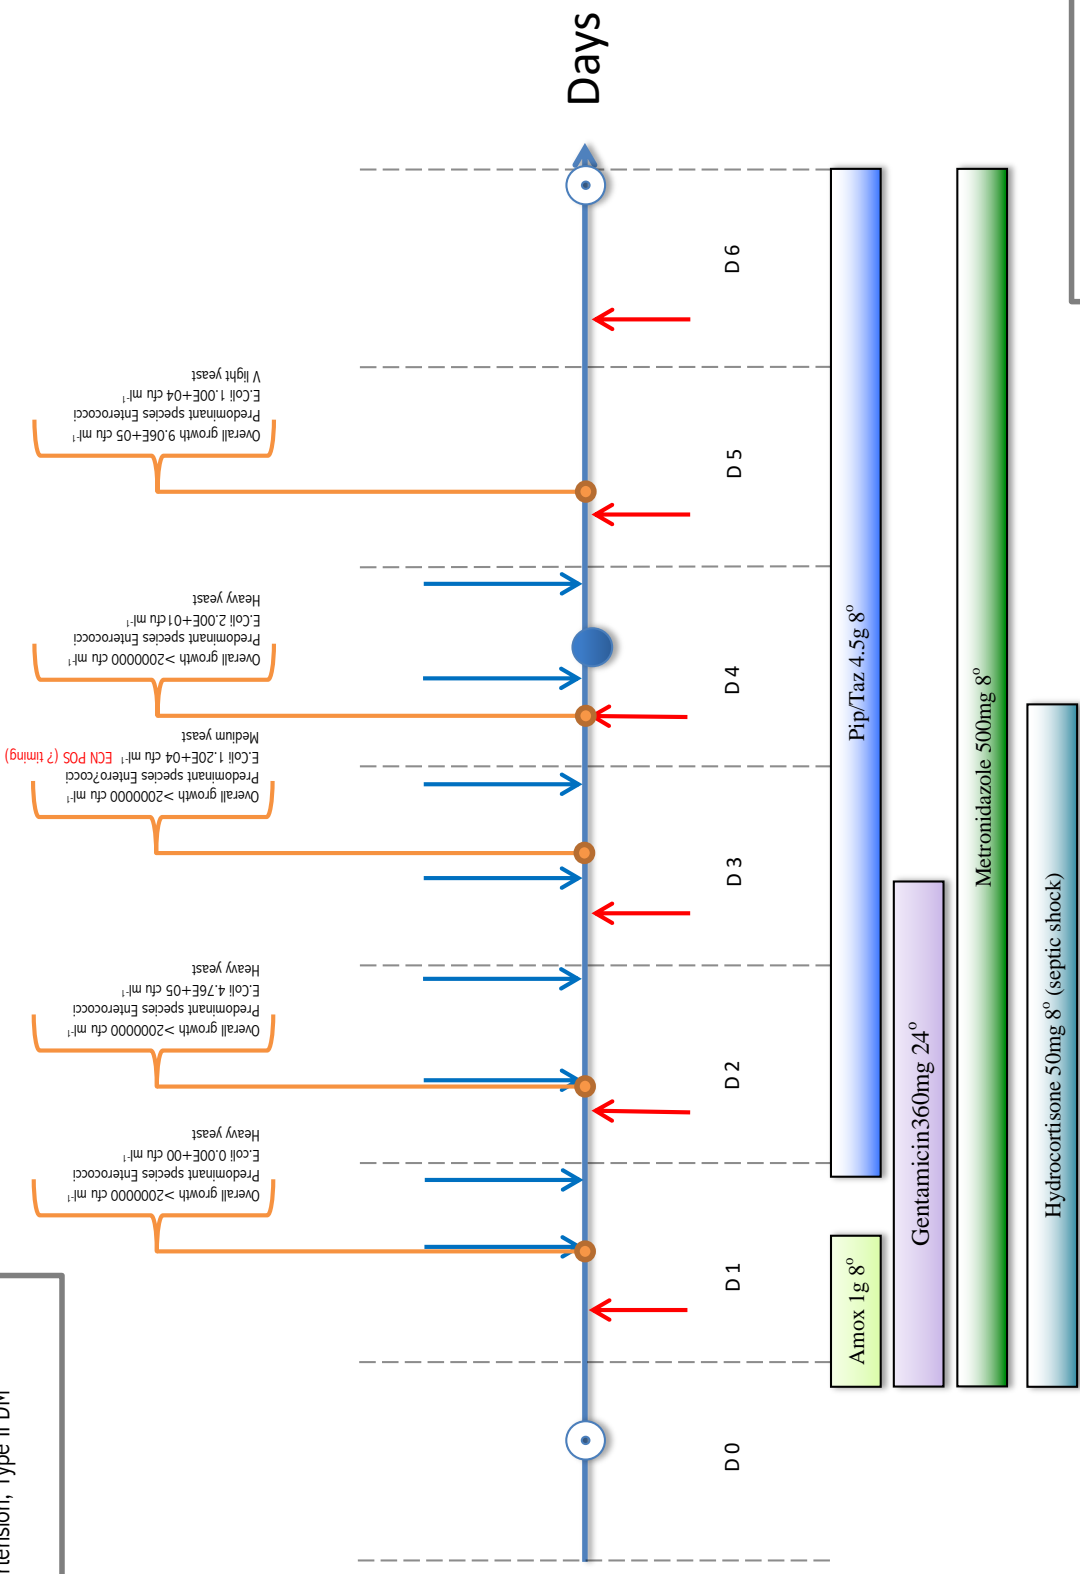 rtension, Type II DM
Overall growth >2000000 cfu ml-1
Predominant species Enterococci
E.coli 0.00E+00 cfu ml-1
Heavy yeast
Overall growth >2000000 cfu ml-1
Predominant species Enterococci
E.Coli 4.76E+05 cfu ml-1
Heavy yeast
Overall growth >2000000 cfu ml-1
Predominant species Entero?cocci
E.Coli 1.20E+04 cfu ml-1 ECN POS (? timing)
Medium yeast
Overall growth >2000000 cfu ml-1
Predominant species Enterococci
E.Coli 2.00E+01 cfu ml-1
Heavy yeast
Overall growth 9.06E+05 cfu ml-1
Predominant species Enterococci
E.Coli 1.00E+04 cfu ml-1
V light yeast
Days
D 0
D 1
D 2
D 3
D 4
D 5
D 6
Amox 1g 8°
Pip/Taz 4.5g 8°
Gentamicin360mg 24°
Metronidazole 500mg 8°
Hydrocortisone 50mg 8° (septic shock)